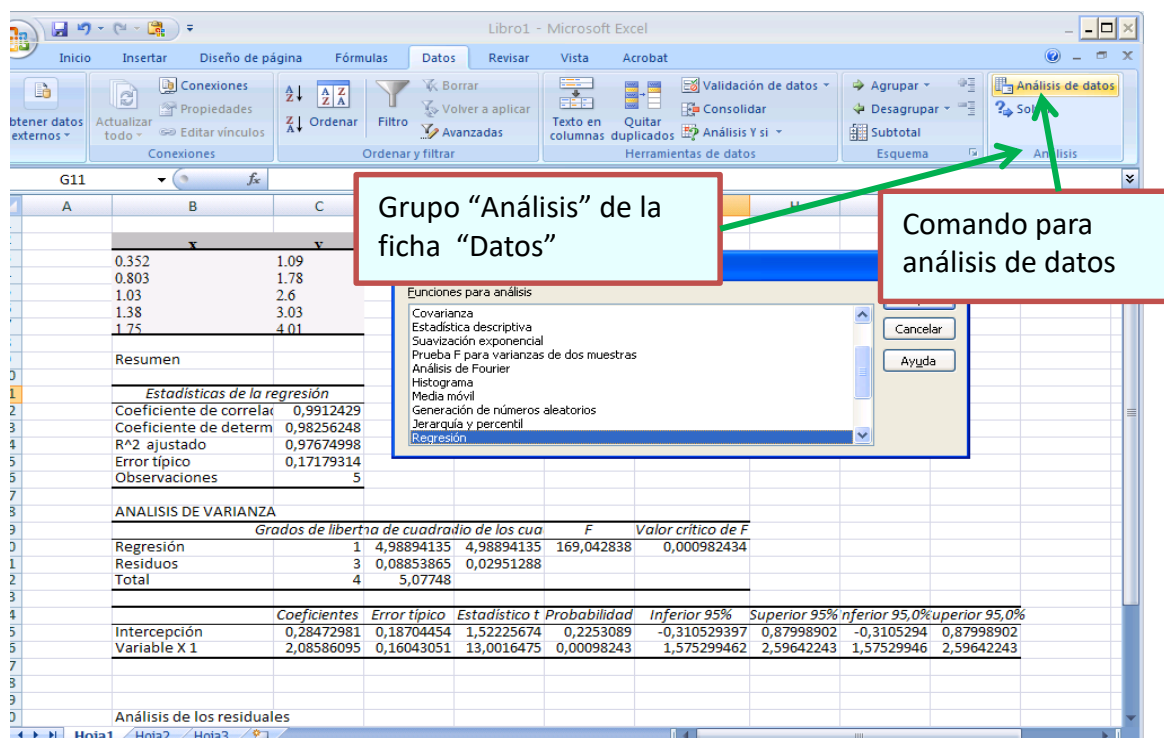 Libro1 - Microsoft Excel
Inicio Insertar Diseño de página Fórmulas Datos Revisar Vista Acrobat
Conexiones
Propiedades
Editar vínculos
Actualizar
todo
externos
Conexiones
Ordenar
Filtro
Borrar
Volver a aplicar
Avanzadas
Ordenar y filtrar
Texto en
columnas
Quitar
duplicados
Validación de datos
Consolidar
Análisis Y si
Herramientas de datos
Agrupar
Desagrupar
Subtotal
Esquema
Análisis de datos
Análisis
G11
fx
A B C H
Grupo “Análisis” de la
ficha “Datos”
Comando para
análisis de datos
x y
0.352 1.09
0.803 1.78
1.03 2.6
1.38 3.03
1.75 4.01
Funciones para análisis
Covarianza
Estadística descriptiva
Suavización exponencial
Prueba F para varianzas de dos muestras
Análisis de Fourier
Histograma
Media móvil
Generación de números aleatorios
Jerarquía y percentil
Regresión
Cancelar
Ayuda
Resumen
Estadísticas de la regresión
Coeficiente de correlac 0,9912429
Coeficiente de determ 0,98256248
R^2 ajustado 0,97674998
Error típico 0,17179314
Observaciones 5
ANALISIS DE VARIANZA
Grados de libert na de cuadra dio de los cua F Valor crítico de F
Regresión 1 4,98894135 4,98894135 169,042838 0,000982434
Residuos 3 0,08853865 0,02951288
Total 4 5,07748
Coeficientes Error típico Estadístico t Probabilidad Inferior 95% Superior 95% nferior 95,0% uperior 95,0%
Intercepción 0,28472981 0,18704454 1,52225674 0,2253089 -0,310529397 0,87998902 -0,3105294 0,87998902
Variable X 1 2,08586095 0,16043051 13,0016475 0,00098243 1,575299462 2,59642243 1,57529946 2,59642243
Análisis de los residuales
Hoja1 Hoja2 Hoja3